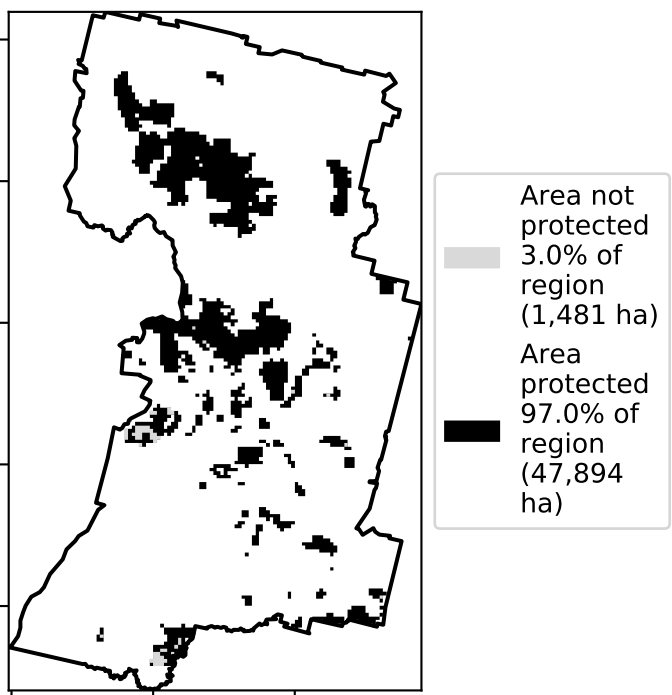 Area not
protected
3.0% of
region
(1,481 ha)
Area
protected
97.0% of
region
(47,894
ha)